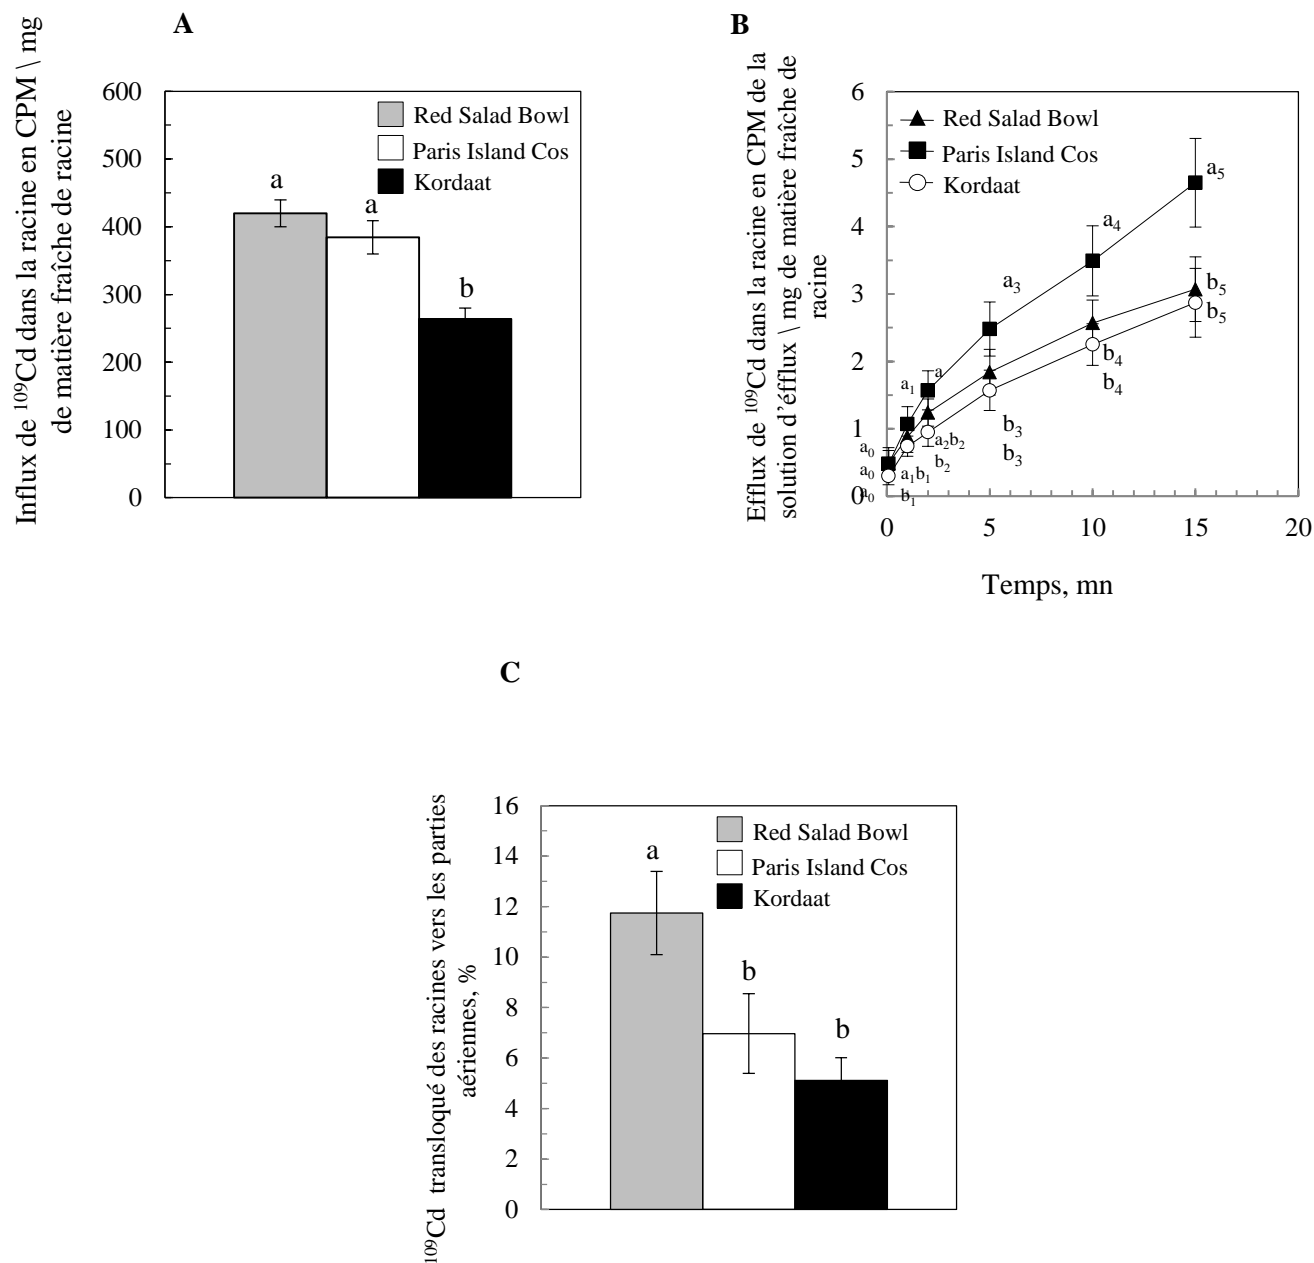 A
Influx de ¹⁰⁹Cd dans la racine en CPM \ mg
de matière fraîche de racine
600
500
400
300
200
100
0
Red Salad Bowl
Paris Island Cos
Kordaat
a
a
b
B
Efflux de ¹⁰⁹Cd dans la racine en CPM de la
solution d'éfflux \ mg de matière fraîche de
racine
6
5
4
3
2
1
0
Red Salad Bowl
Paris Island Cos
Kordaat
a₅
a₄
a₃
a
a₁
a₀
a₀
a₀
b₅
b₅
b₄
b₄
b₃
b₃
a₂b₂
b₂
a₁b₁
b₁
0 5 10 15 20
Temps, mn
C
¹⁰⁹Cd transloqué des racines vers les parties
aériennes, %
16
14
12
10
8
6
4
2
0
Red Salad Bowl
Paris Island Cos
Kordaat
a
b
b